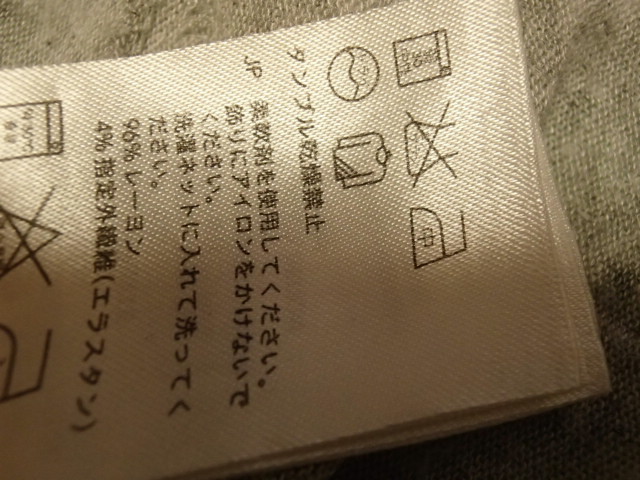 中
タンブル乾燥禁止
JP
柔軟剤を使用してください。
飾りにアイロンをかけないで
ください。
洗濯ネットに入れて洗ってく
ださい。
96% レーヨン
4% 指定外繊維(エラスタン)